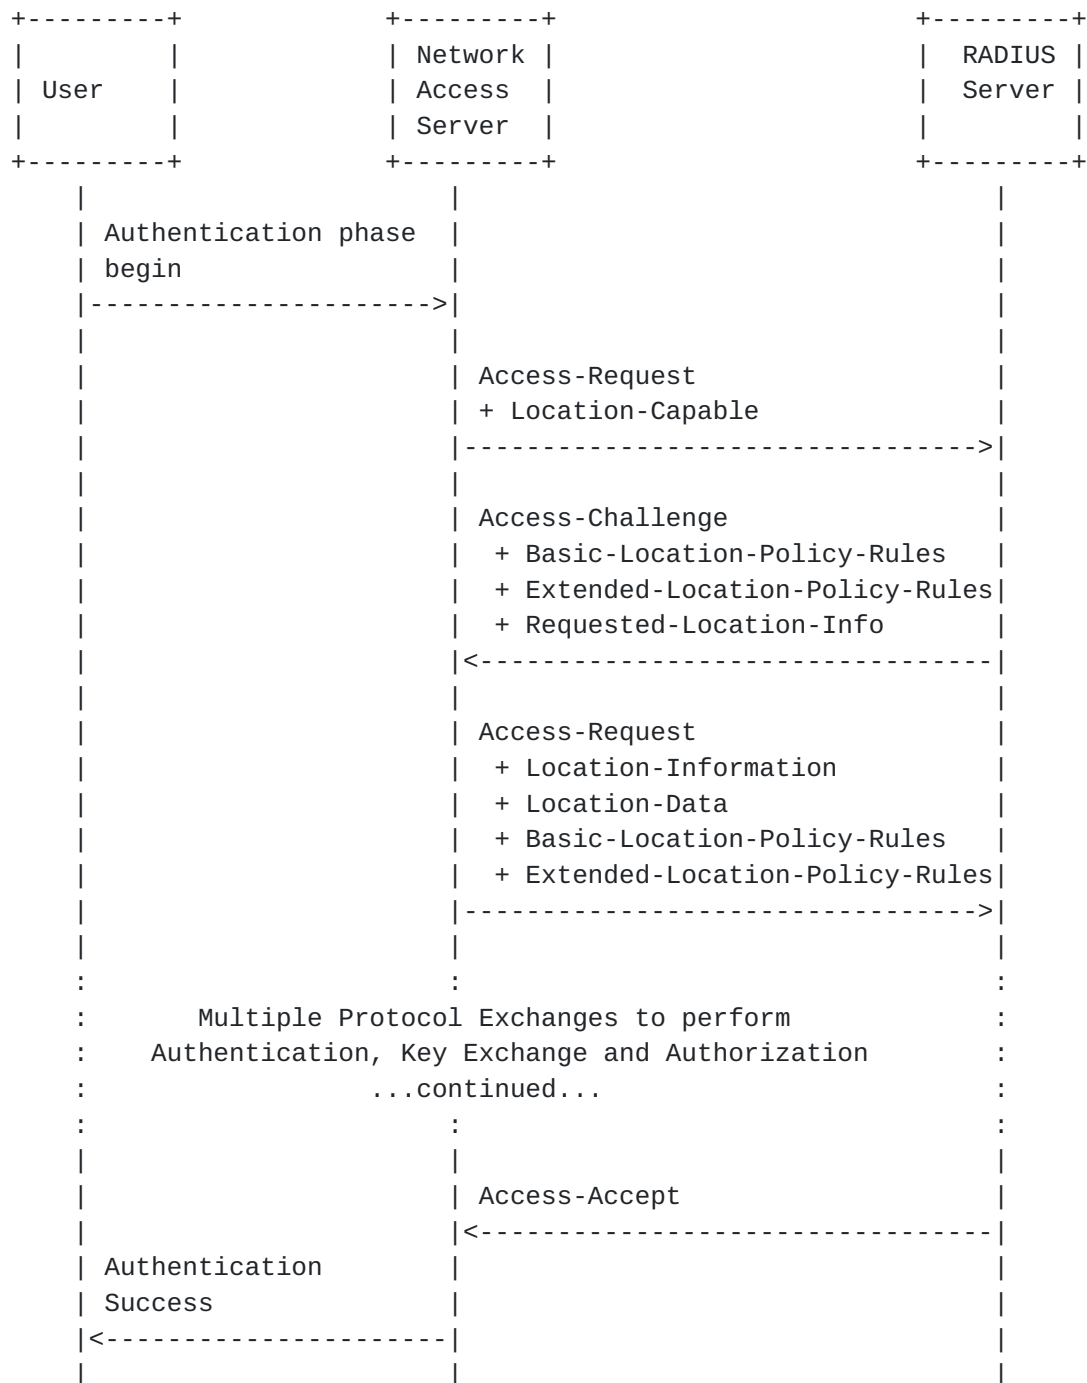 +---------+             +---------+                       +---------+
|         |             | Network |                       |  RADIUS |
| User    |             | Access  |                       |  Server |
|         |             | Server  |                       |         |
+---------+             +---------+                       +---------+
    |                       |                                  |
    | Authentication phase  |                                  |
    | begin                 |                                  |
    |---------------------->|                                  |
    |                       |                                  |
    |                       | Access-Request                   |
    |                       | + Location-Capable               |
    |                       |--------------------------------->|
    |                       |                                  |
    |                       | Access-Challenge                 |
    |                       |  + Basic-Location-Policy-Rules   |
    |                       |  + Extended-Location-Policy-Rules|
    |                       |  + Requested-Location-Info       |
    |                       |<---------------------------------|
    |                       |                                  |
    |                       | Access-Request                   |
    |                       |  + Location-Information          |
    |                       |  + Location-Data                 |
    |                       |  + Basic-Location-Policy-Rules   |
    |                       |  + Extended-Location-Policy-Rules|
    |                       |--------------------------------->|
    |                       |                                  |
    :                       :                                  :
    :       Multiple Protocol Exchanges to perform             :
    :    Authentication, Key Exchange and Authorization        :
    :                  ...continued...                         :
    :                       :                                  :
    |                       |                                  |
    |                       | Access-Accept                    |
    |                       |<---------------------------------|
    | Authentication        |                                  |
    | Success               |                                  |
    |<----------------------|                                  |
    |                       |                                  |